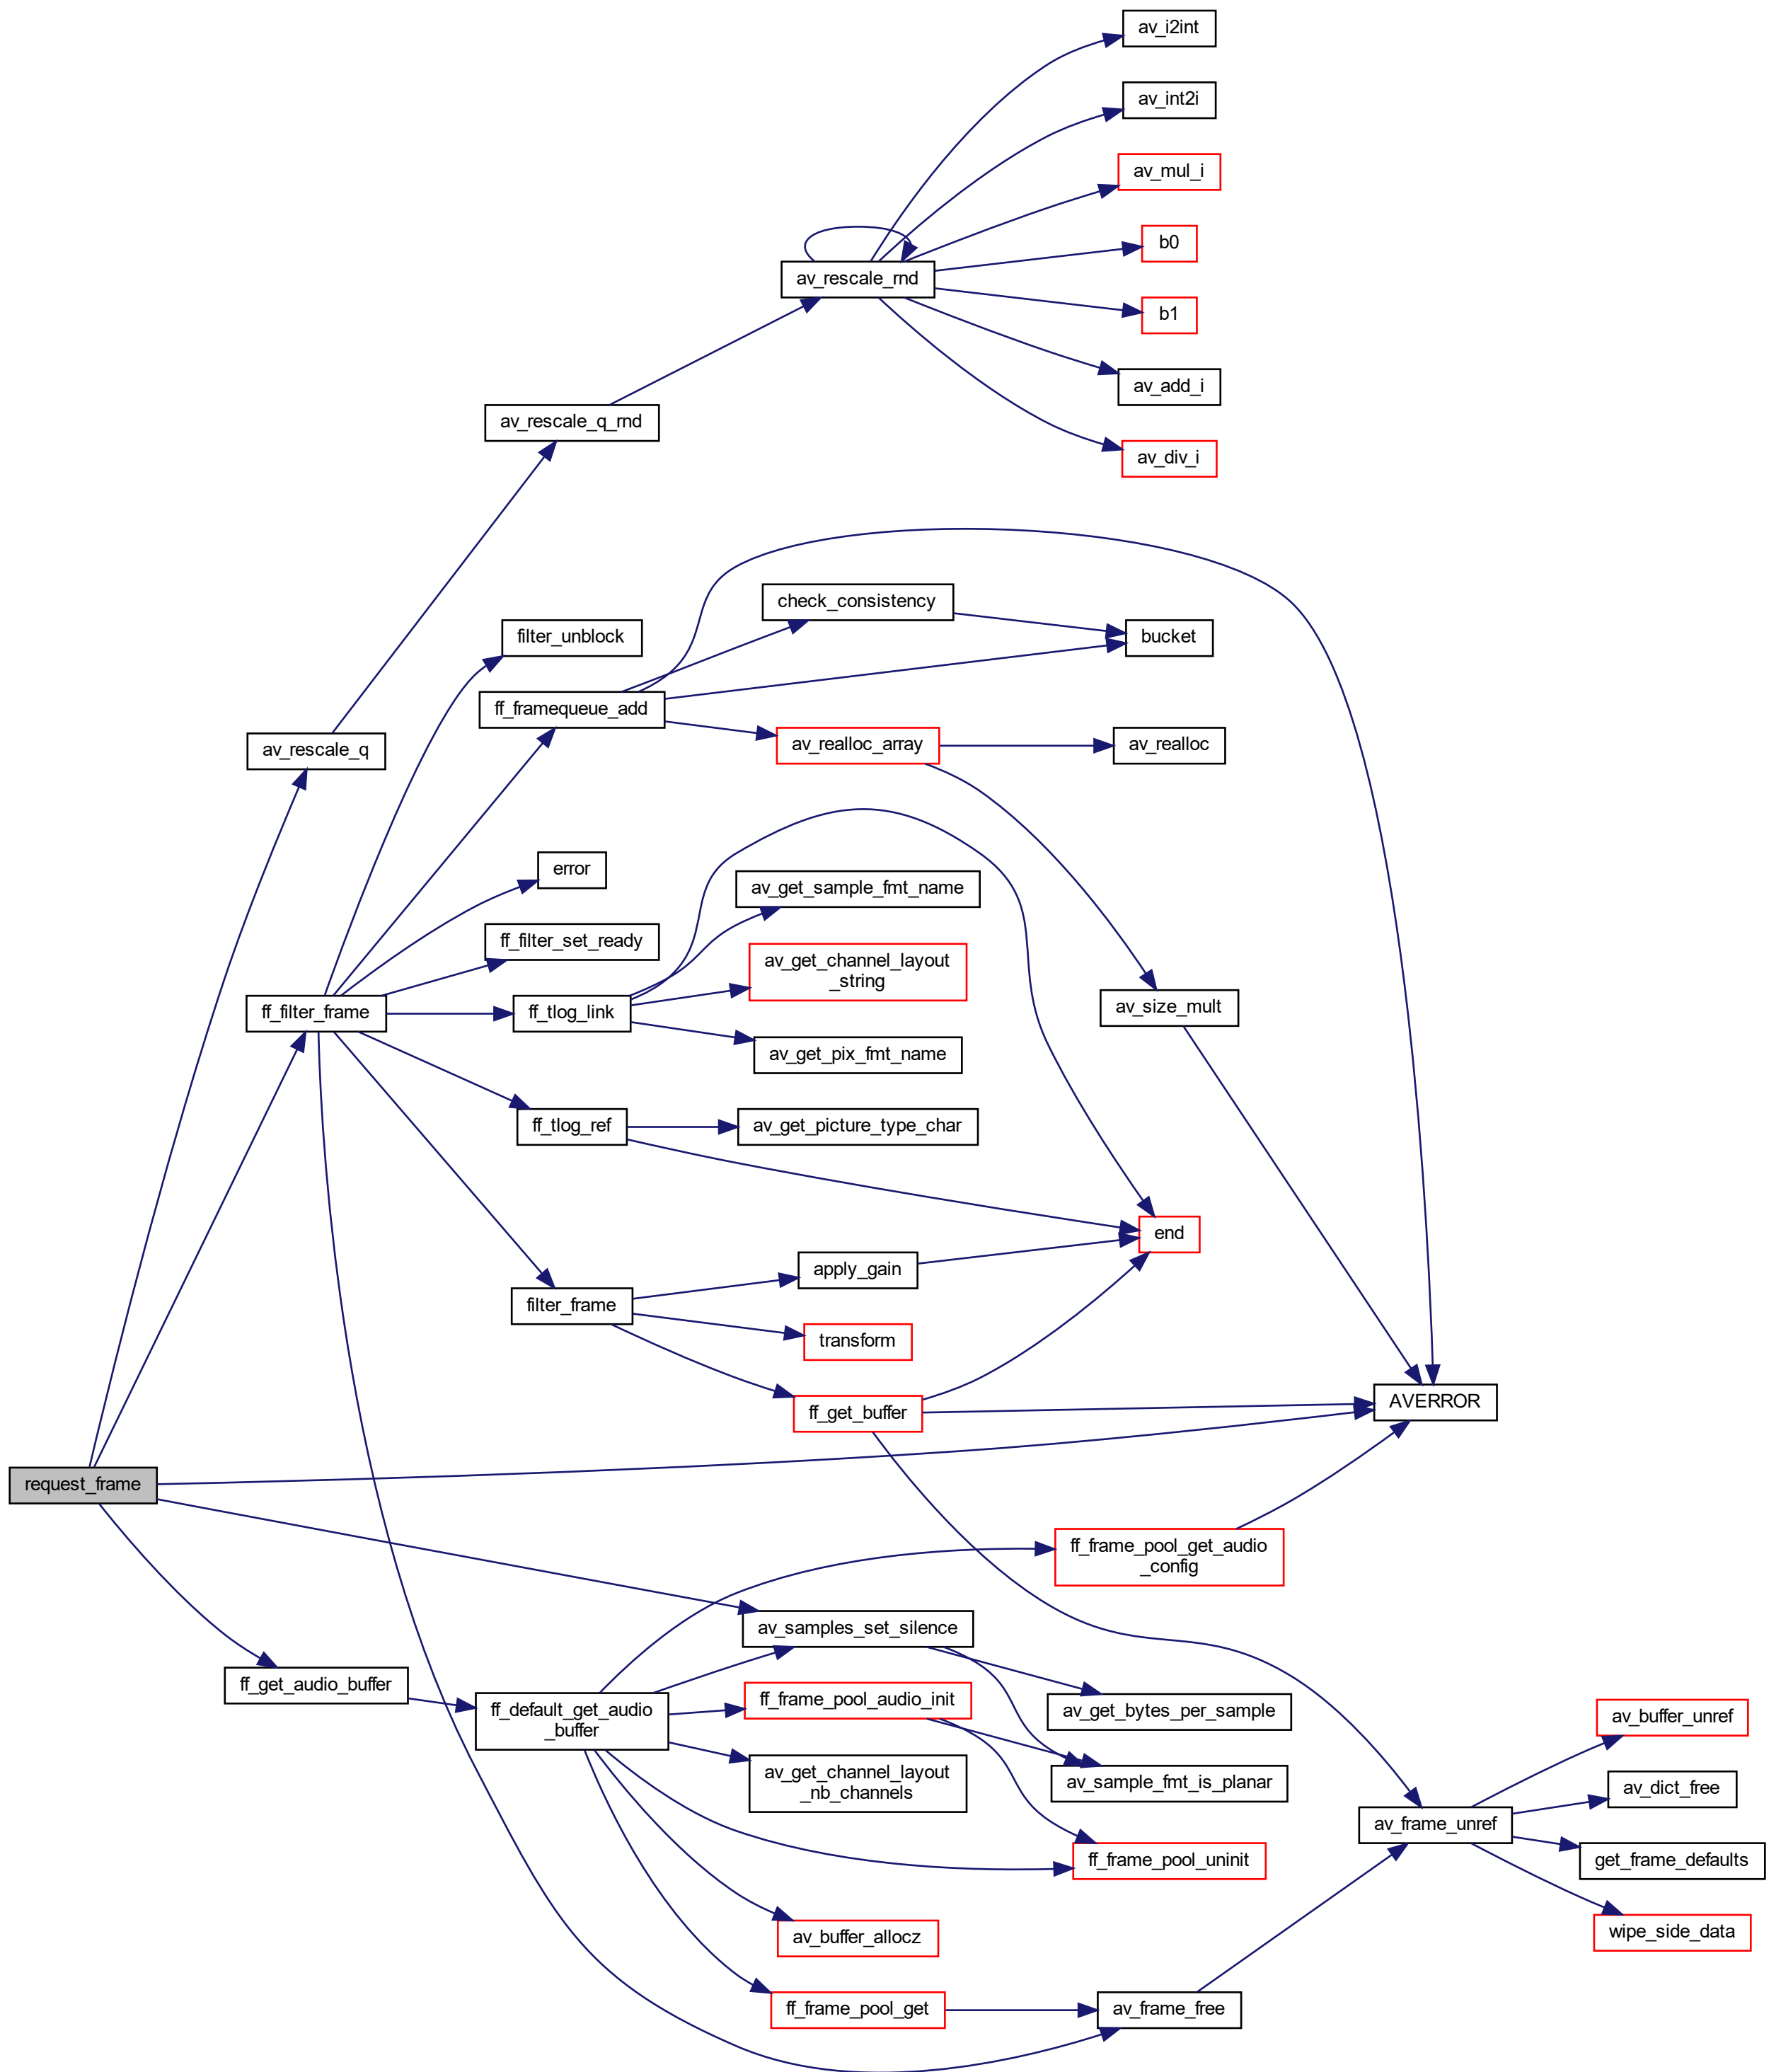 av_i2int
av_int2i
av_mul_i
b0
av_rescale_rnd
b1
av_add_i
av_rescale_q_rnd
av_div_i
check_consistency
filter_unblock
bucket
ff_framequeue_add
av_rescale_q
av_realloc_array
av_realloc
error
av_get_sample_fmt_name
ff_filter_set_ready
av_get_channel_layout
_string
ff_filter_frame
ff_tlog_link
av_size_mult
av_get_pix_fmt_name
ff_tlog_ref
av_get_picture_type_char
end
apply_gain
filter_frame
transform
ff_get_buffer
AVERROR
request_frame
ff_frame_pool_get_audio
_config
av_samples_set_silence
ff_get_audio_buffer
ff_default_get_audio
_buffer
ff_frame_pool_audio_init
av_get_bytes_per_sample
av_buffer_unref
av_get_channel_layout
_nb_channels
av_sample_fmt_is_planar
av_dict_free
av_frame_unref
ff_frame_pool_uninit
get_frame_defaults
av_buffer_allocz
wipe_side_data
ff_frame_pool_get
av_frame_free